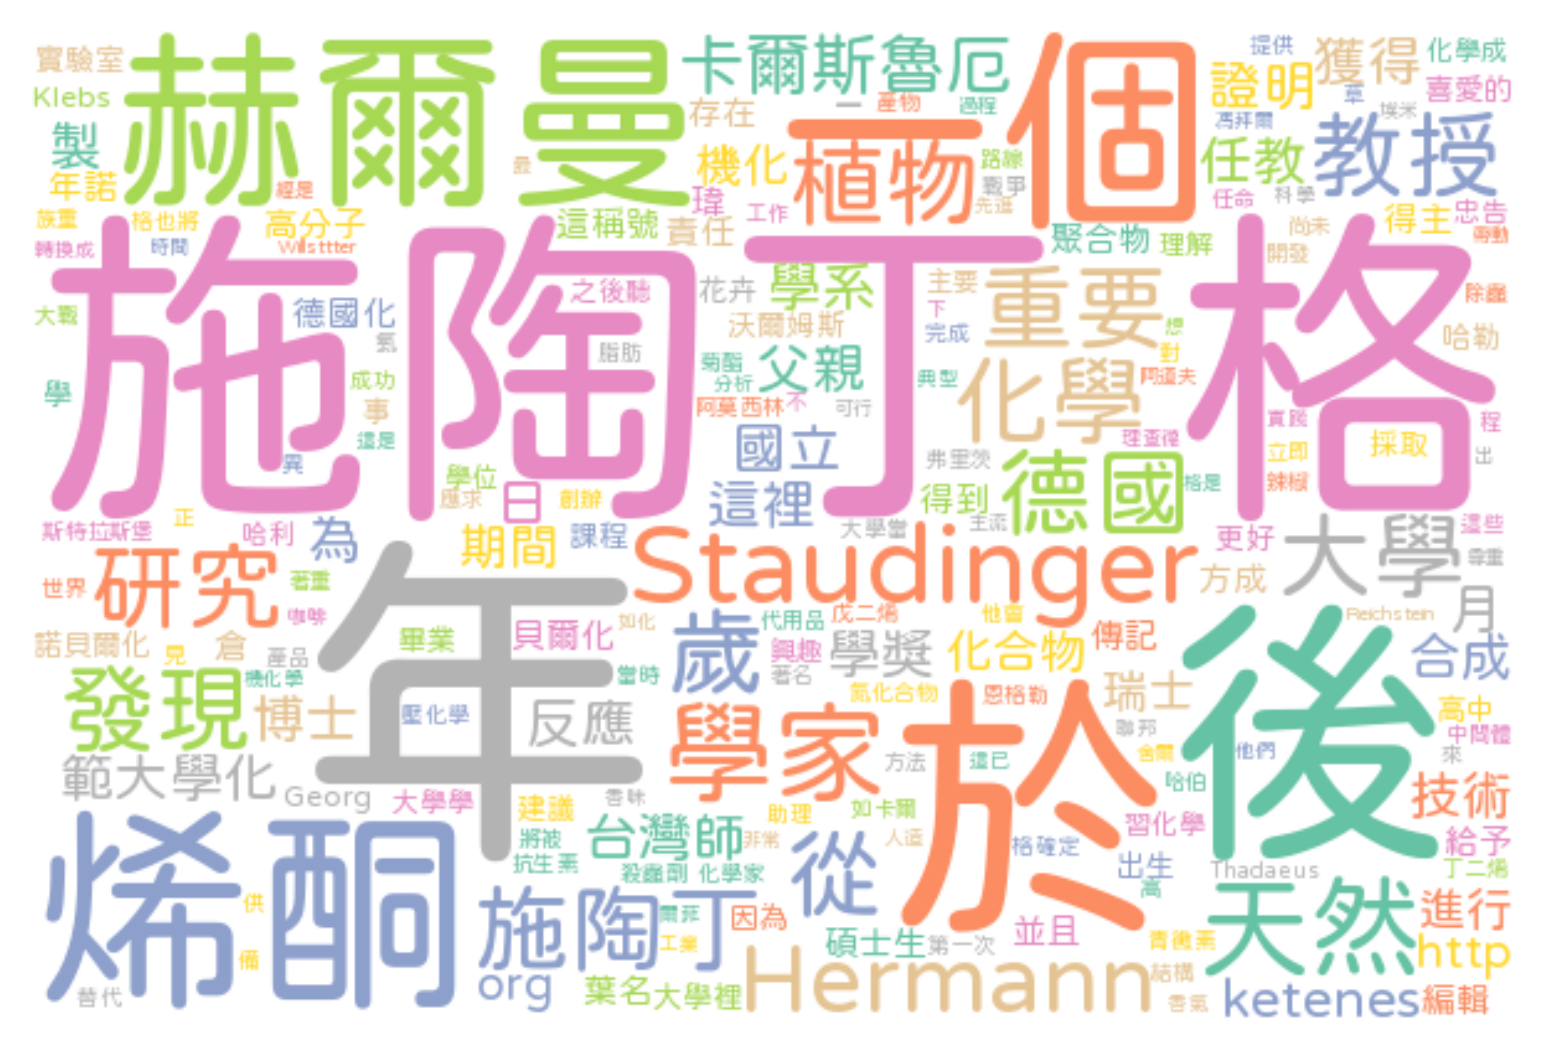 實驗室
赫爾曼
卡爾斯魯厄
個
提供
獲得
化學成
Klebs
存在
一
產物
過程
證明
章
喜愛的
埃米
製
植物
馮拜爾
教授
機化
路線
任教
年諾
經是
最
瑋
戰爭
任命
科學
族重
格也將
高分子
工作
先進
得主
忠告
這稱號
責任
聚合物
理解
尚未
帶動
轉換成
時間
Willsttter
開發
施陶丁格
之後聽
花卉
學系
主要
重要
除蟲
大戰
德國化
下
沃爾姆斯
完成
想
哈勒
氫
脂肪
菊酯
父親
對
學
成功
分析
典型
化學
阿道夫
事
阿莫西林
不
可行
真踐
程
這是
國立
理查德
採取
異
弗里茨
立即
出
學位
得到
德國
格是
辣椒
應求
日
創辦
這裡
正
斯特拉斯堡
哈利
為
期間
課程
大學當
主流
更好
大學
這些
尊重
研究
年
Staudinger
世界
著重
方成
咖啡
如化
歲
代用品
戊二烯
他會
月
Reichstein
諾貝爾化
見
倉
產品
畢業
貝爾化
興趣
學獎
化合物
傳記
後
合成
發現
機化學
當時
著名
氮化合物
恩格勒
瑞士
博士
壓化學
反應
學家
於
聯邦
高中
中間體
範大學化
方法
這已
舍爾
他們
來
Georg
大學學
建議
香味
助理
如卡爾
哈伯
技術
烯酮
將被
台灣師
非常
從
人造
格確定
習化學
給予
抗生素
殺蟲劑
化學家
出生
Thadaeus
丁二烯
供
施陶丁
爾菲
因為
高
天然
進行
備
工業
碩士生
第一次
並且
青黴素
http
替代
org
葉名
大學裡
Hermann
結構
香氣
ketenes
編輯